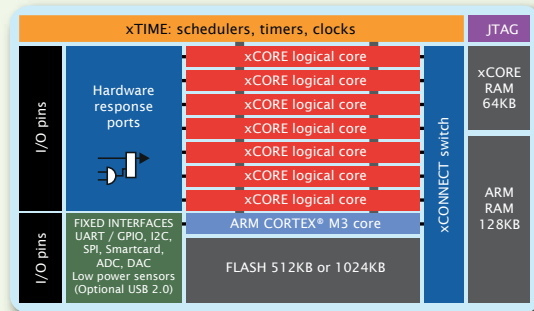 xTIME: schedulers, timers, clocks
JTAG
I/O pins
Hardware
response
ports
xCORE logical core
xCORE logical core
xCORE logical core
xCORE logical core
xCORE logical core
xCORE logical core
xCORE logical core
xCONNECT switch
xCORE
RAM
64KB
I/O pins
FIXED INTERFACES
UART / GPIO, I2C,
SPI, Smartcard,
ADC, DAC
Low power sensors
(Optional USB 2.0)
ARM CORTEX® M3 core
FLASH 512KB or 1024KB
ARM
RAM
128KB